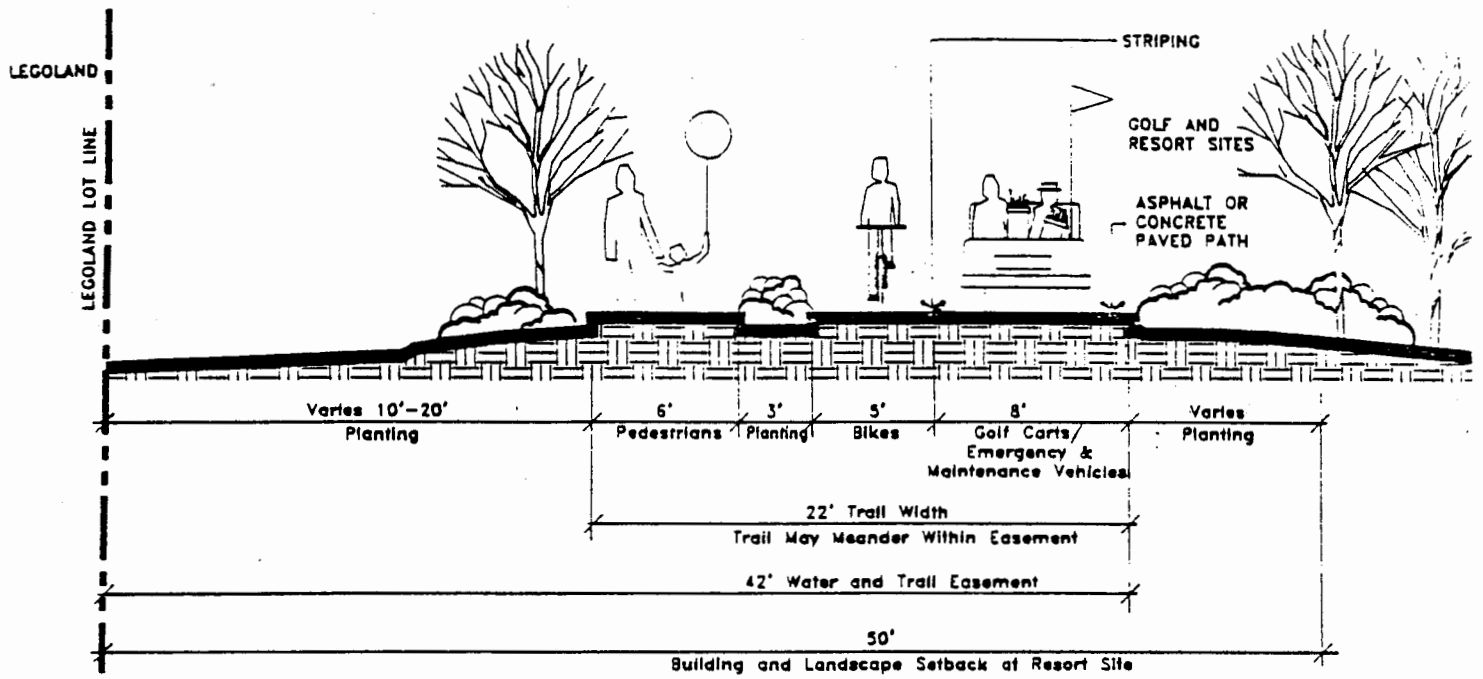 STRIPING
LEGOLAND
LEGOLAND LOT LINE
GOLF AND
RESORT SITES
ASPHALT OR
CONCRETE
PAVED PATH
Varies 10'-20'
Planting
6'
Pedestrians
3'
Planting
5'
Bikes
8'
Golf Carts/
Emergency &
Maintenance Vehicles
Varies
Planting
22' Trail Width
Trail May Meander Within Easement
42' Water and Trail Easement
50'
Building and Landscape Setback at Resort Site